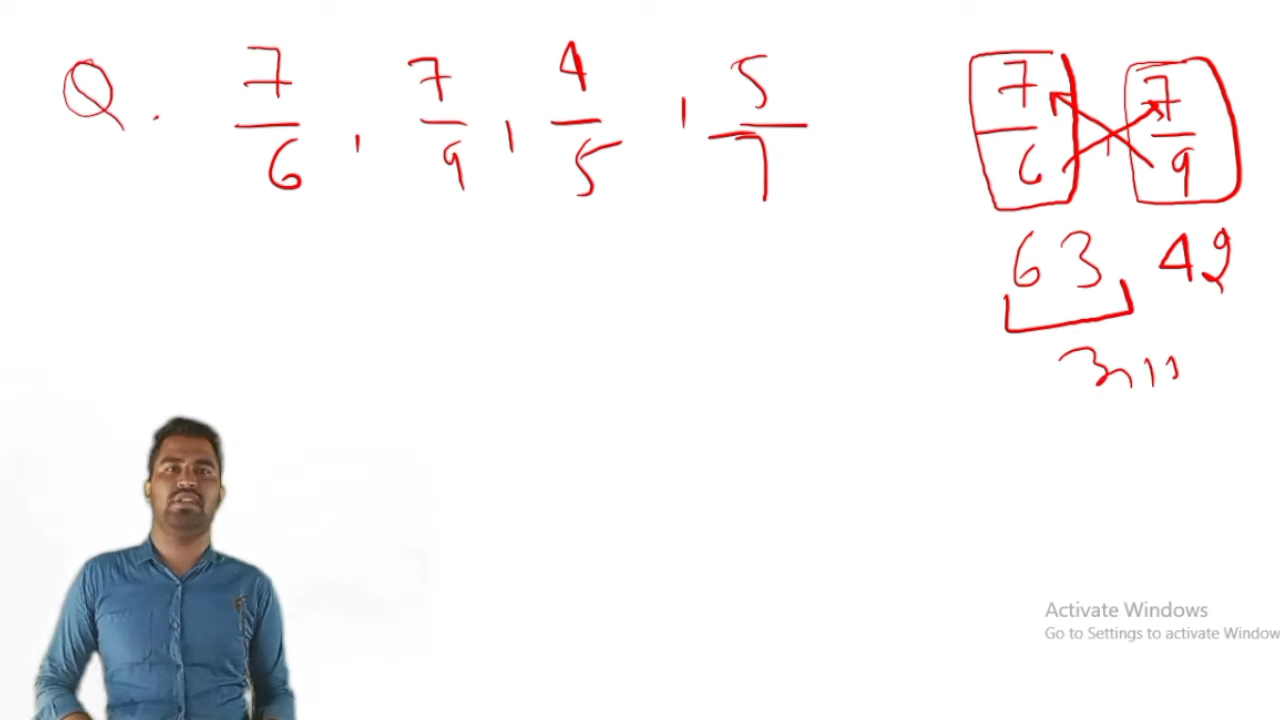 Q. 7/6, 7/9, 4/5, 5/7
7/6 7/9
63 42
Activate Windows
Go to Settings to activate Window